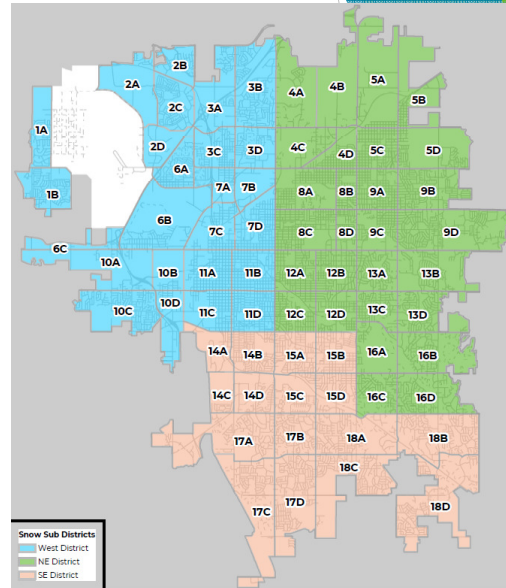 2B
2A
3B
5A
4B
4A
5B
2C
3A
1A
4C
3C
3D
4D
5C
5D
2D
6A
7A
7B
8A
8B
9A
9B
1B
6B
7D
7C
8C
8D
9C
9D
6C
10A
10B
11A
11B
12A
12B
13A
13B
10D
10C
11C
11D
12C
12D
13C
13D
14A
14B
15A
15B
16A
16B
14C
14D
15C
15D
16C
16D
17A
17B
18A
18B
18C
17D
17C
18D
Snow Sub Districts
West District
NE District
SE District